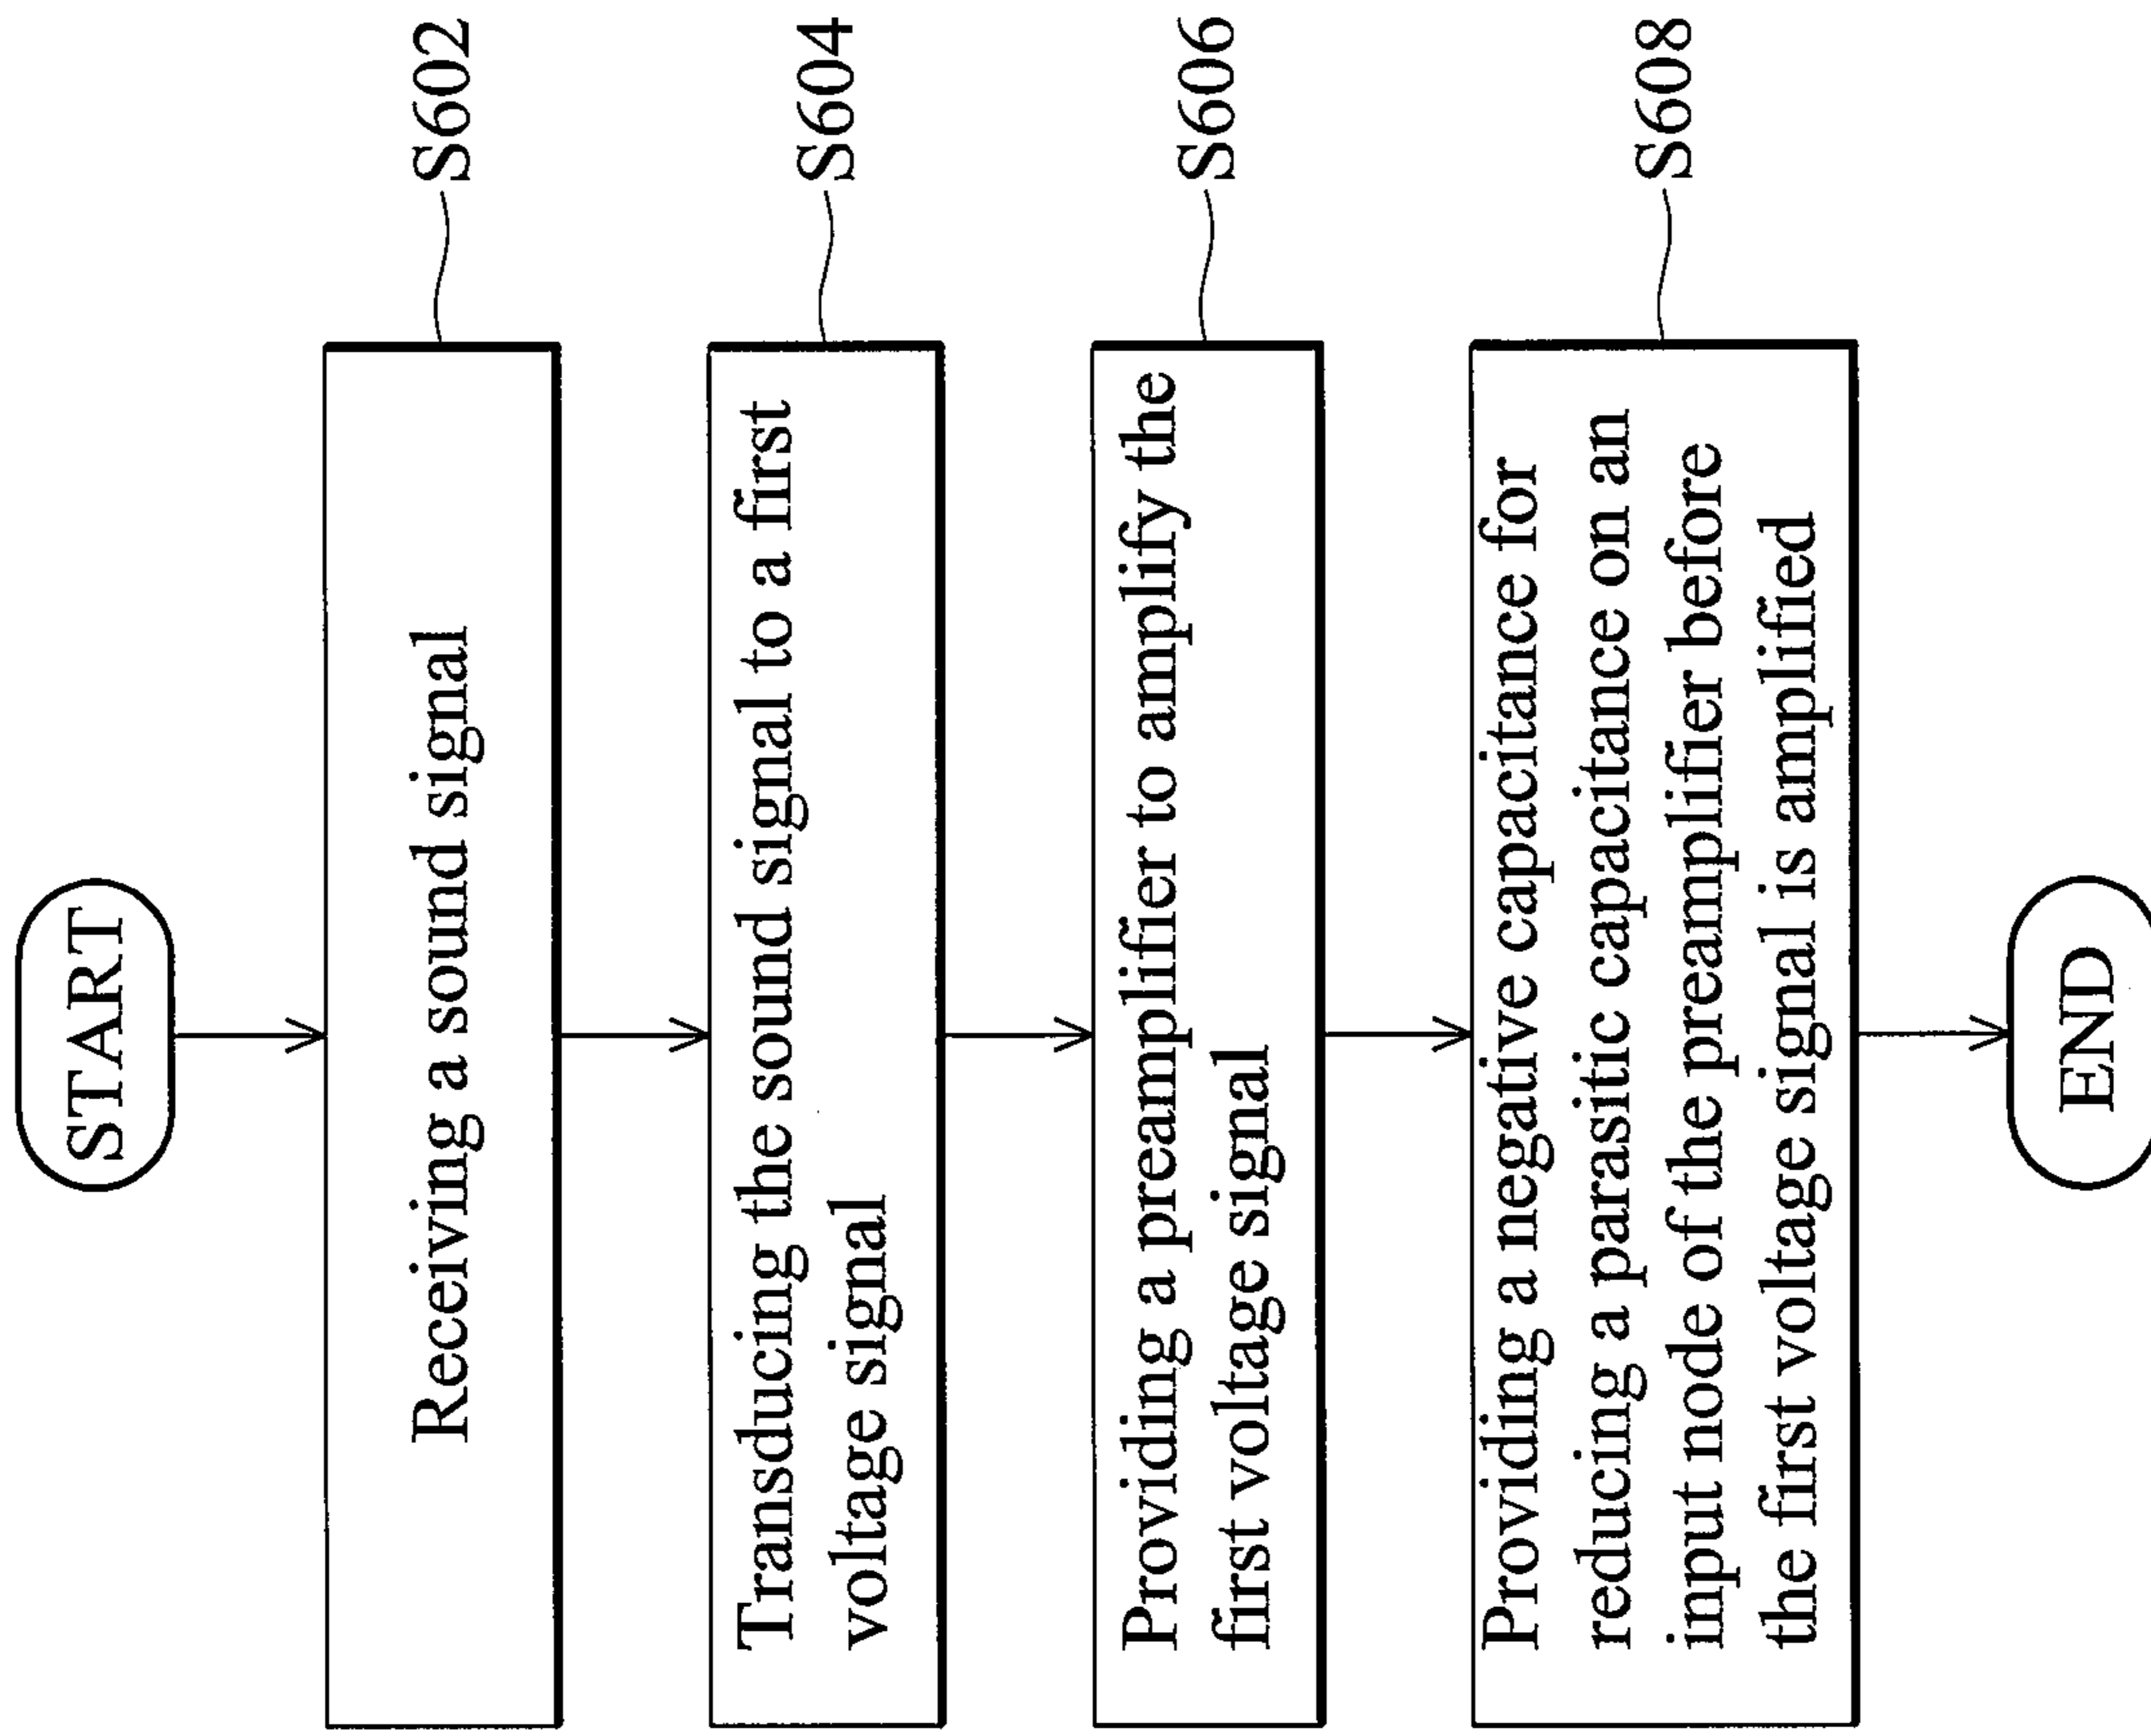 START
Receiving a sound signal
S602
Transducing the sound signal to a first
voltage signal
S604
Providing a preamplifier to amplify the
first voltage signal
S606
Providing a negative capacitance for
reducing a parasitic capacitance on an
input node of the preamplifier before
the first voltage signal is amplified
S608
END